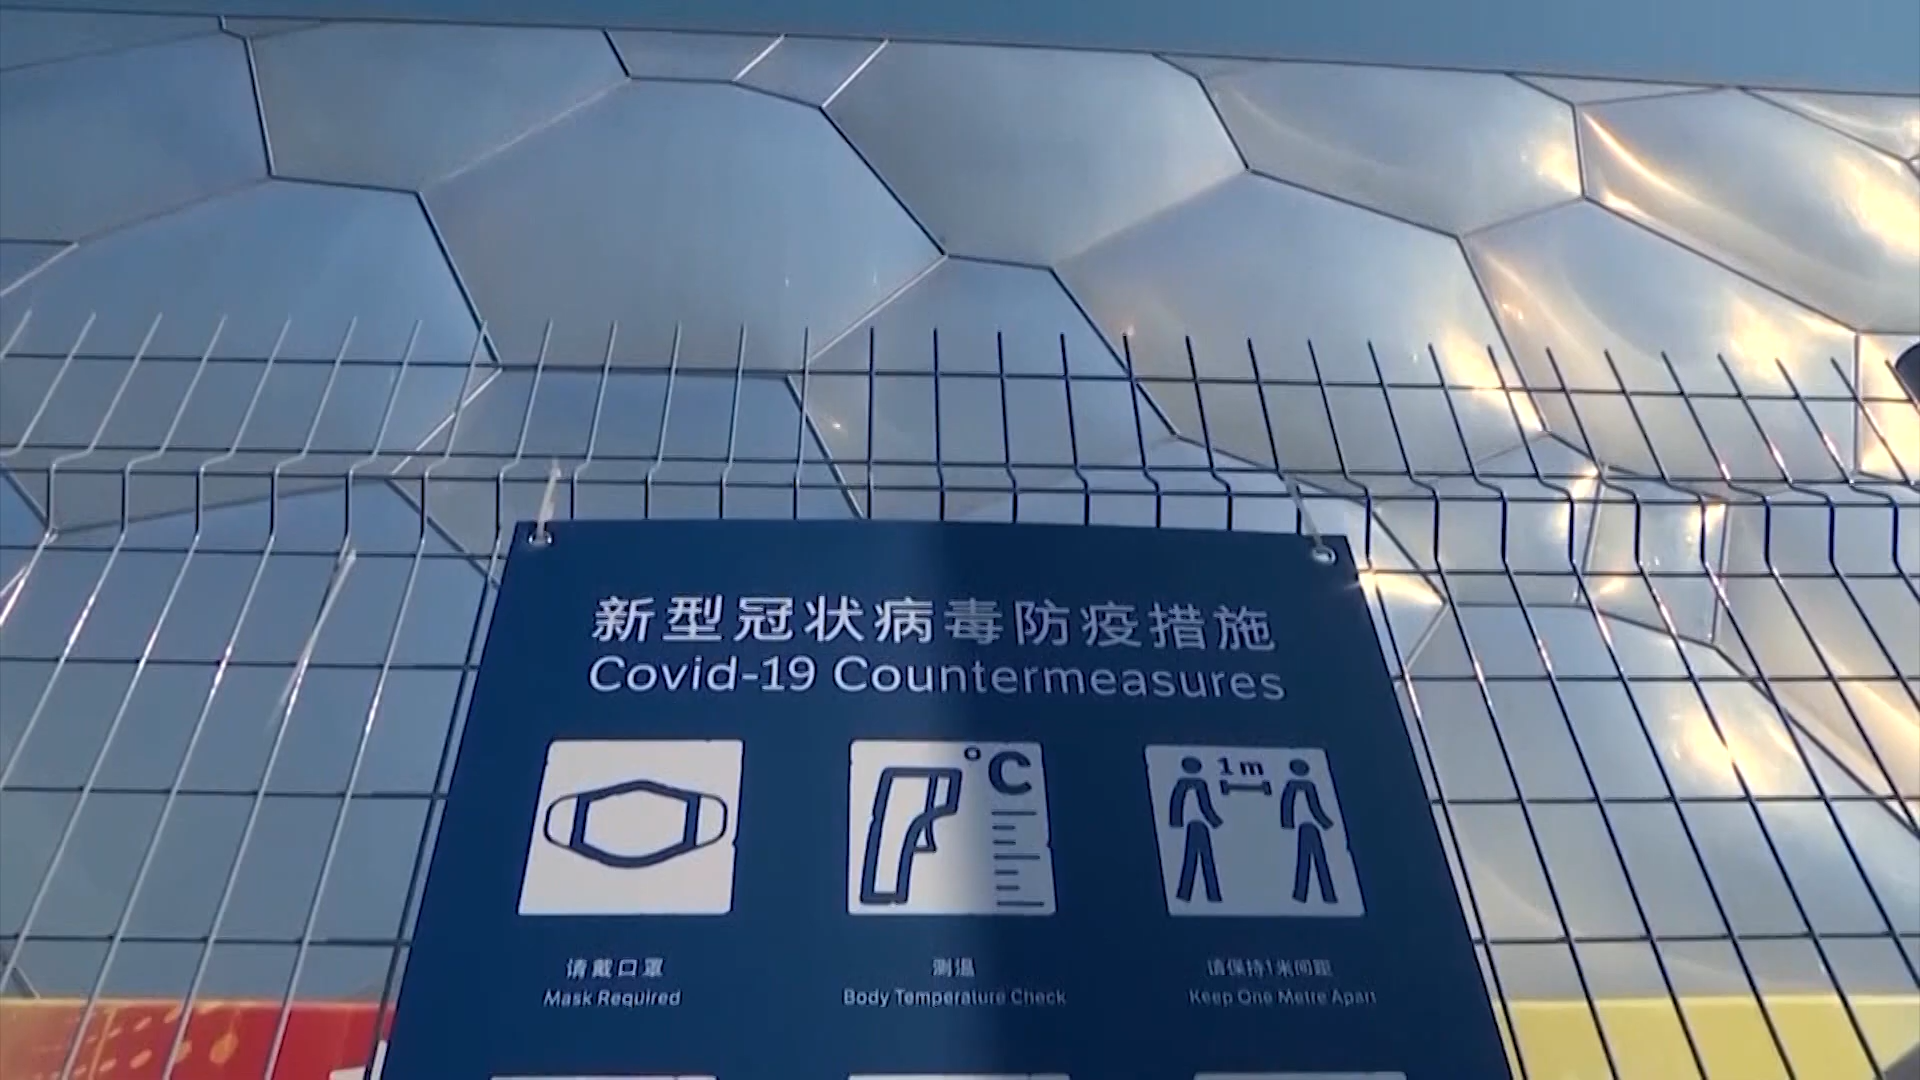 新型冠状病毒防疫措施
Covid-19 Countermeasures
°C
1m
请戴口罩
Mask Required
测温
Body Temperature Check
请保持1米间距
Keep One Metre Apart